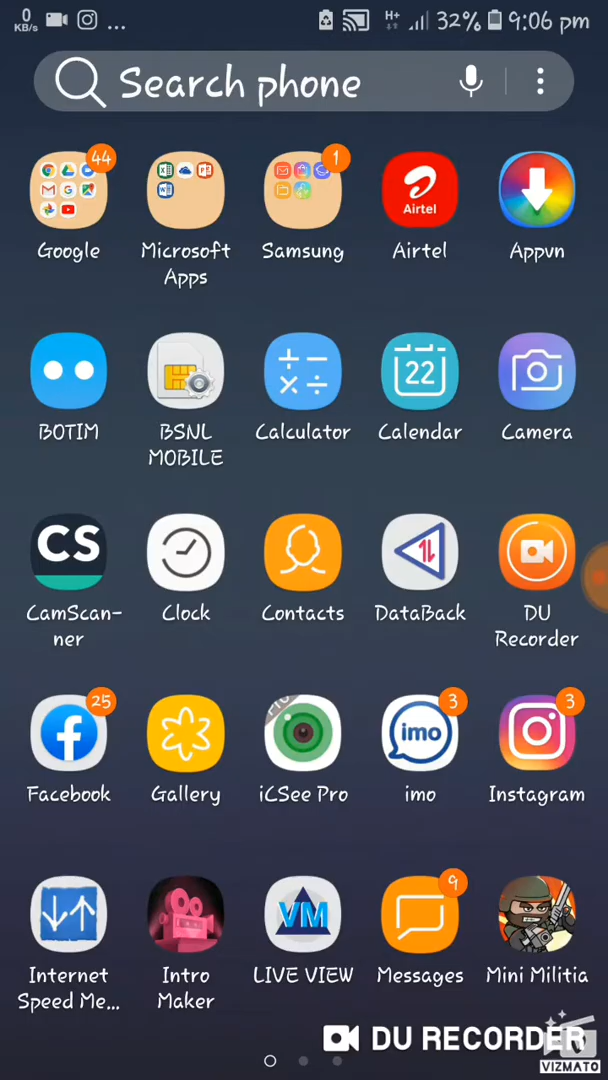 0
KB/s
... H+ 32% 9:06 pm
Search phone
44
1
Airtel
Google
Microsoft
Apps
Samsung
Airtel
Appvn
22
BOTIM
BSNL
MOBILE
Calculator
Calendar
Camera
CS
CamScan-
ner
Clock
Contacts
DataBack
DU
Recorder
25
PRO
imo
3
3
Facebook
Gallery
iCSee Pro
imo
Instagram
VM
9
Internet
Speed Me...
Intro
Maker
LIVE VIEW
Messages
Mini Militia
DU RECORDER
VIZMATO